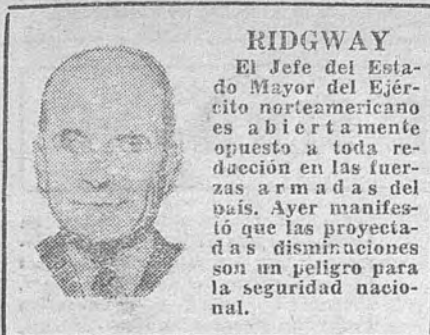 RIDGWAY
El Jefe del Esta-
do Mayor del Ejér-
cito norteamericano
es abiertamente
opuesto a toda re-
ducción en las fuer-
zas armadas del
país. Ayer manifes-
tó que las proyecta-
das disminuciones
son un peligro para
la seguridad nacio-
nal.